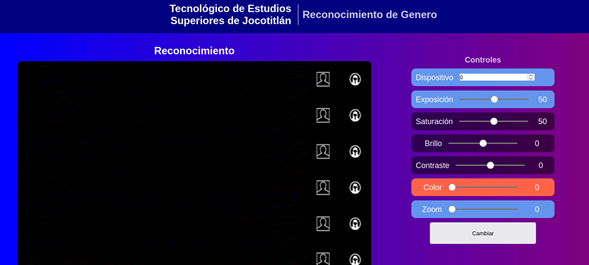 Tecnológico de Estudios
Superiores de Jocotitlán
Reconocimiento de Genero
Reconocimiento
Controles
Dispositivo 0
Exposición 50
Saturación 50
Brillo 0
Contraste 0
Color 0
Zoom 0
Cambiar